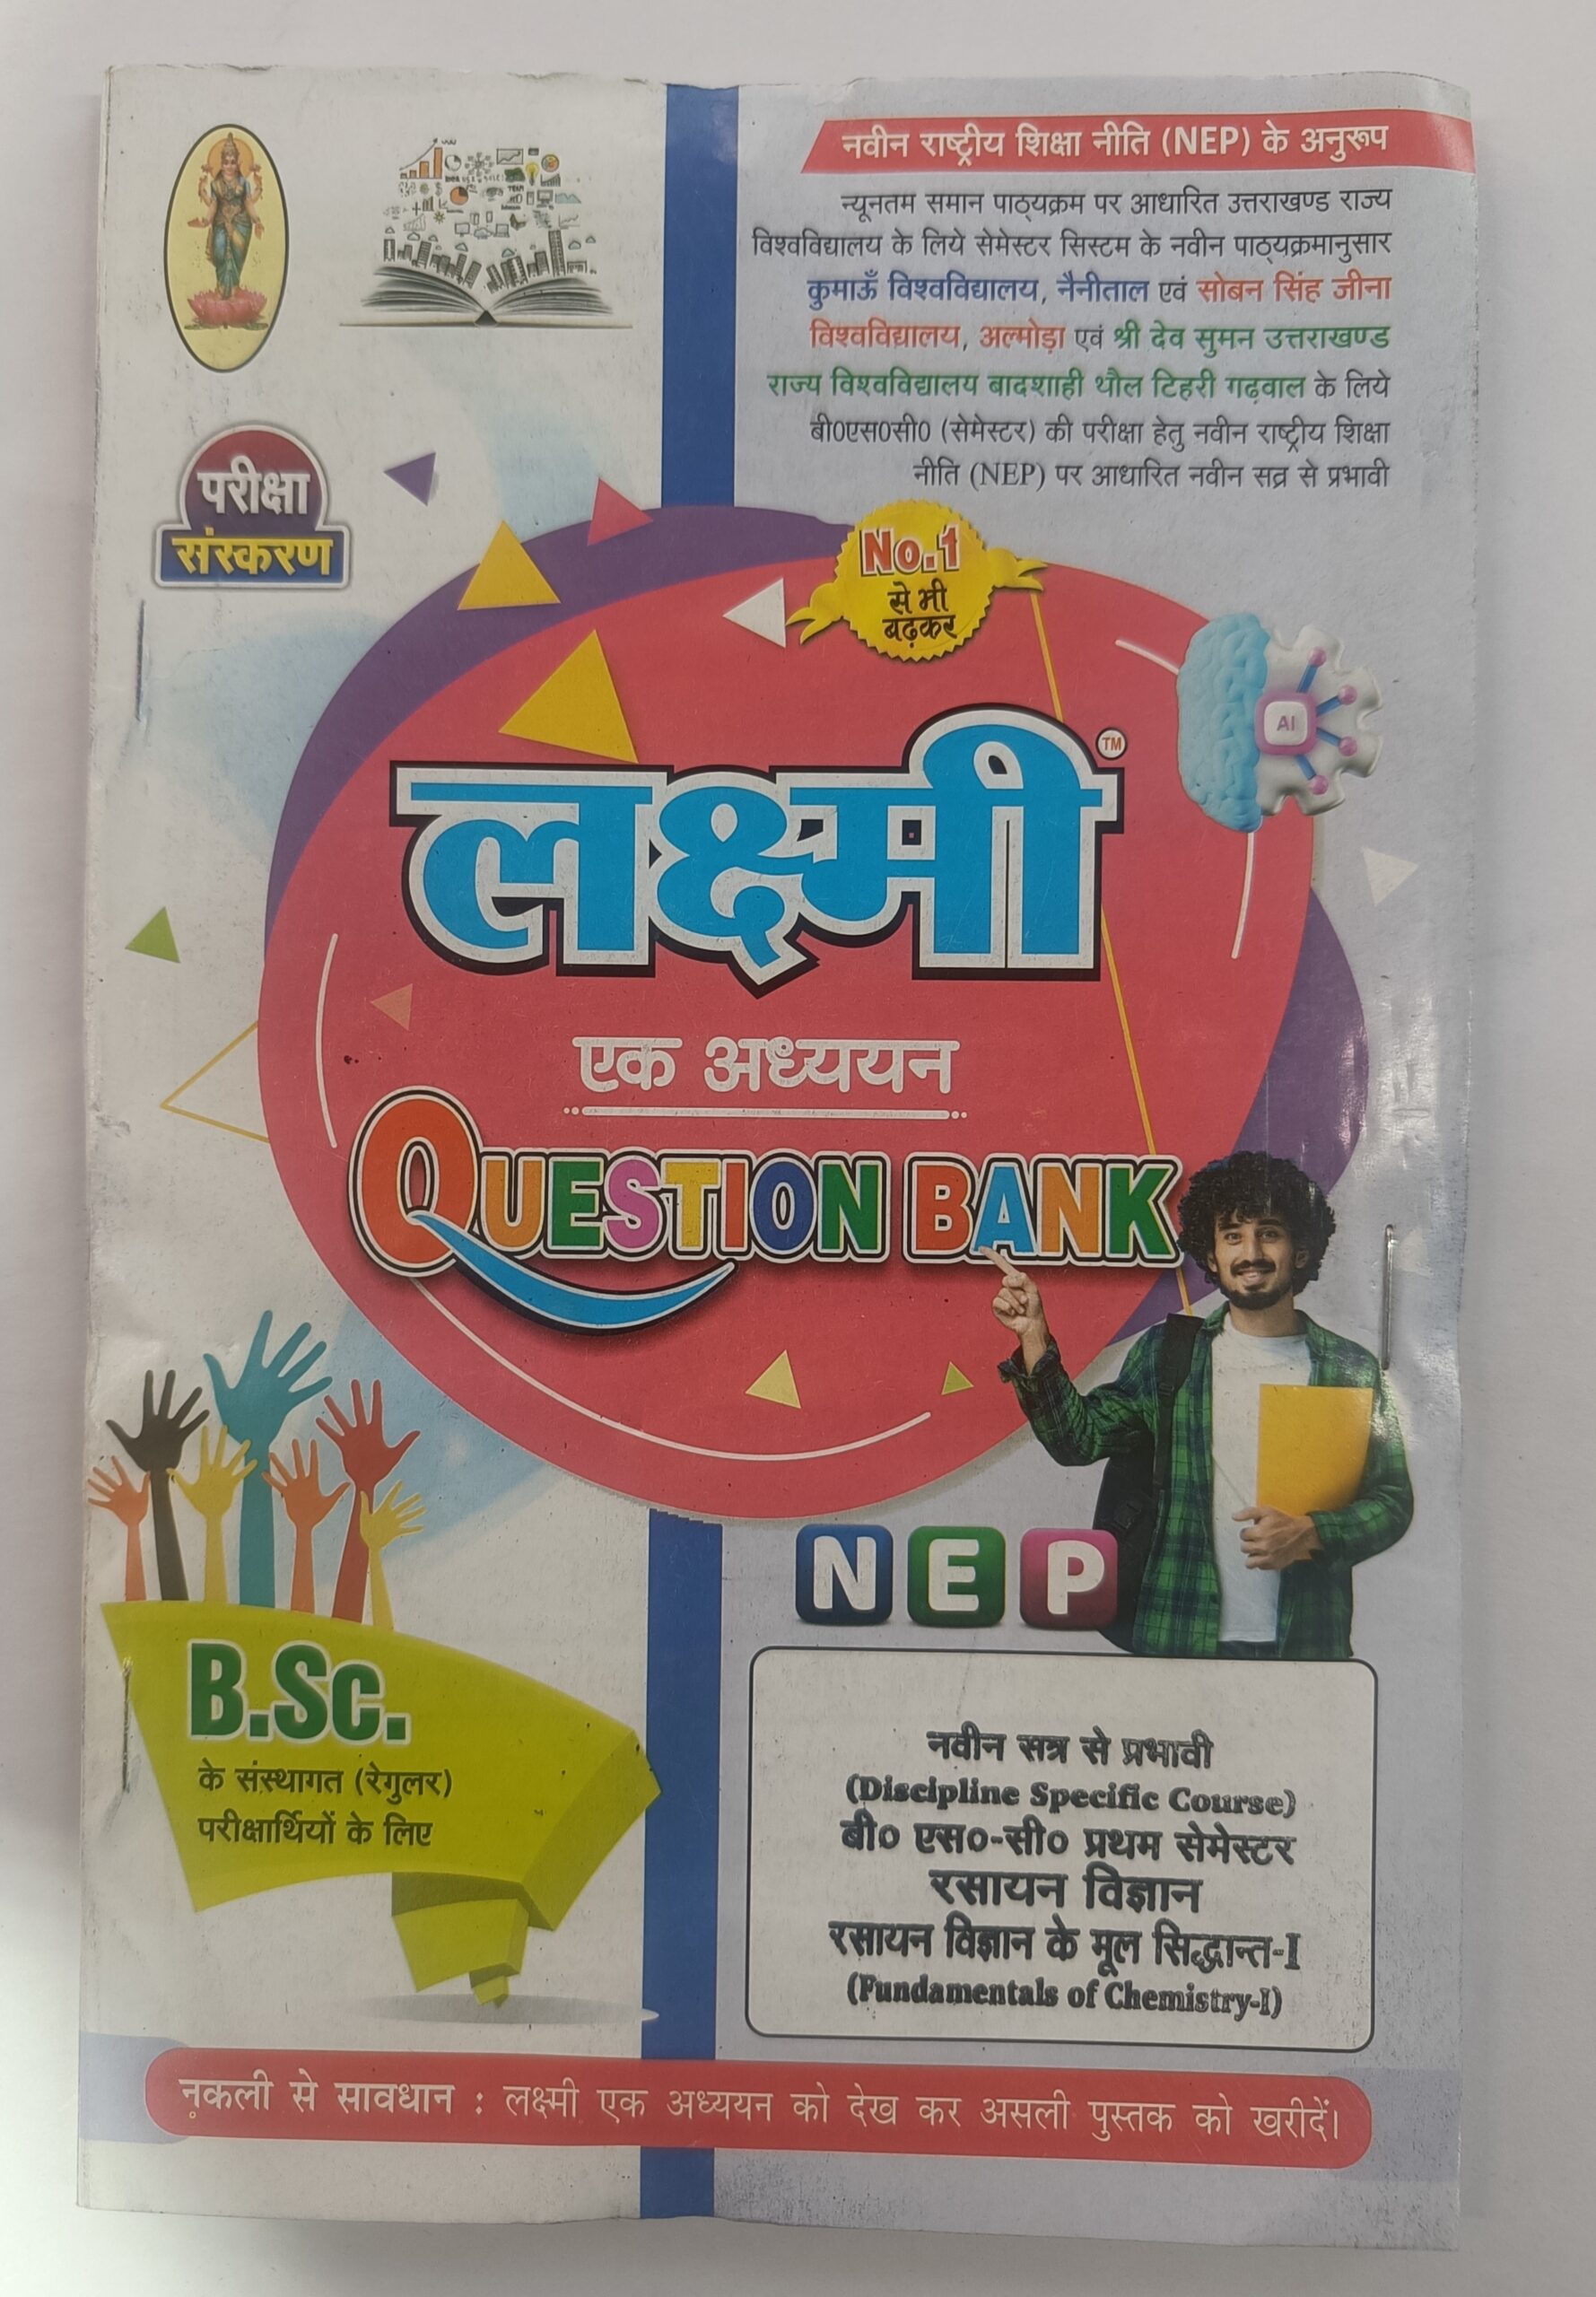 नवीन राष्ट्रीय शिक्षा नीति (NEP) के अनुरूप
न्यूनतम समान पाठ्यक्रम पर आधारित उत्तराखण्ड राज्य
विश्वविद्यालय के लिये सेमेस्टर सिस्टम के नवीन पाठ्यक्रमानुसार
कुमाऊँ विश्वविद्यालय, नैनीताल एवं सोबन सिंह जीना
विश्वविद्यालय, अल्मोड़ा एवं श्री देव सुमन उत्तराखण्ड
राज्य विश्वविद्यालय बादशाही थौल टिहरी गढ़वाल के लिये
बी0एस0सी0 (सेमेस्टर) की परीक्षा हेतु नवीन राष्ट्रीय शिक्षा
नीति (NEP) पर आधारित नवीन सत्र से प्रभावी
परीक्षा
संस्करण
No.1
से भी
बढ़कर
AI
लक्ष्मी TM
एक अध्ययन
QUESTION BANK
NEP
B.Sc.
के संस्थागत (रेगुलर)
परीक्षार्थियों के लिए
नवीन सत्र से प्रभावी
(Discipline Specific Course)
बी० एस०-सी० प्रथम सेमेस्टर
रसायन विज्ञान
रसायन विज्ञान के मूल सिद्धान्त-I
(Fundamentals of Chemistry-I)
नकली से सावधान : लक्ष्मी एक अध्ययन को देख कर असली पुस्तक को खरीदें।